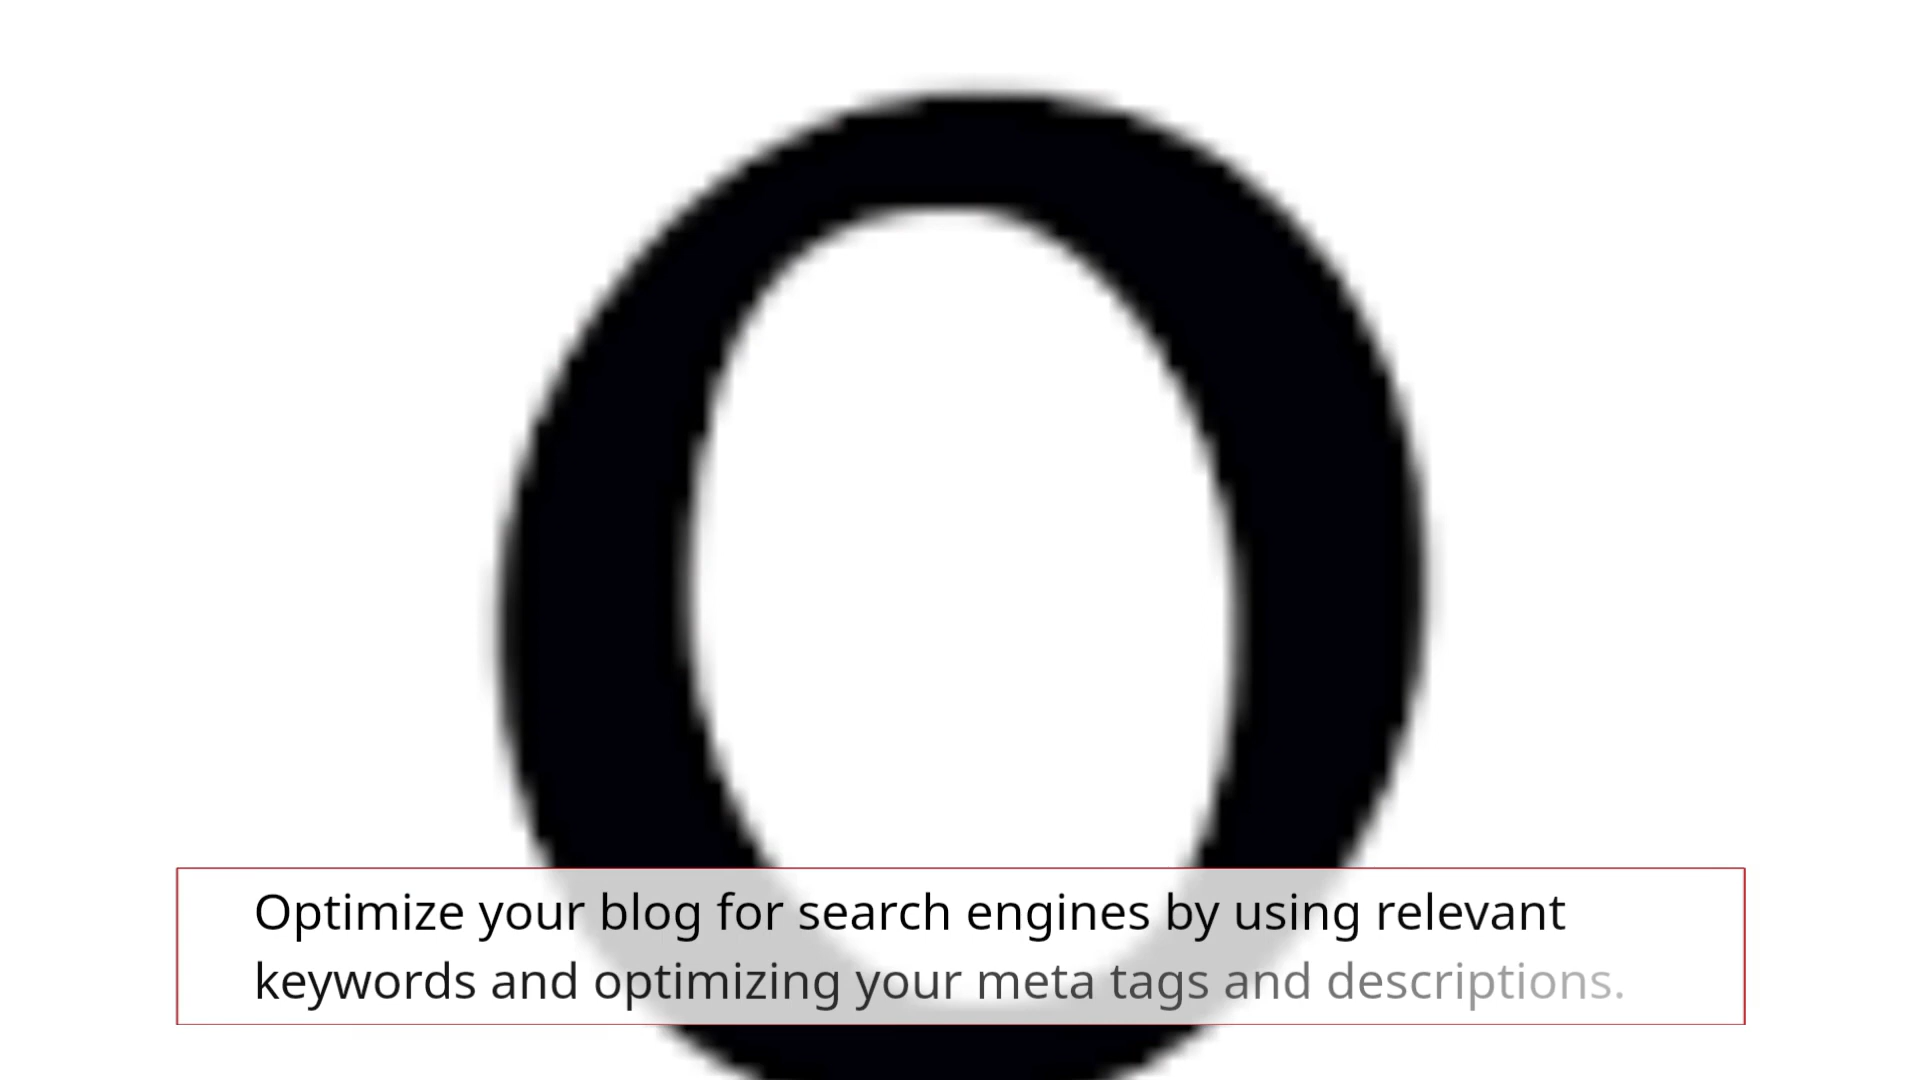 O
Optimize your blog for search engines by using relevant
keywords and optimizing your meta tags and descriptions.